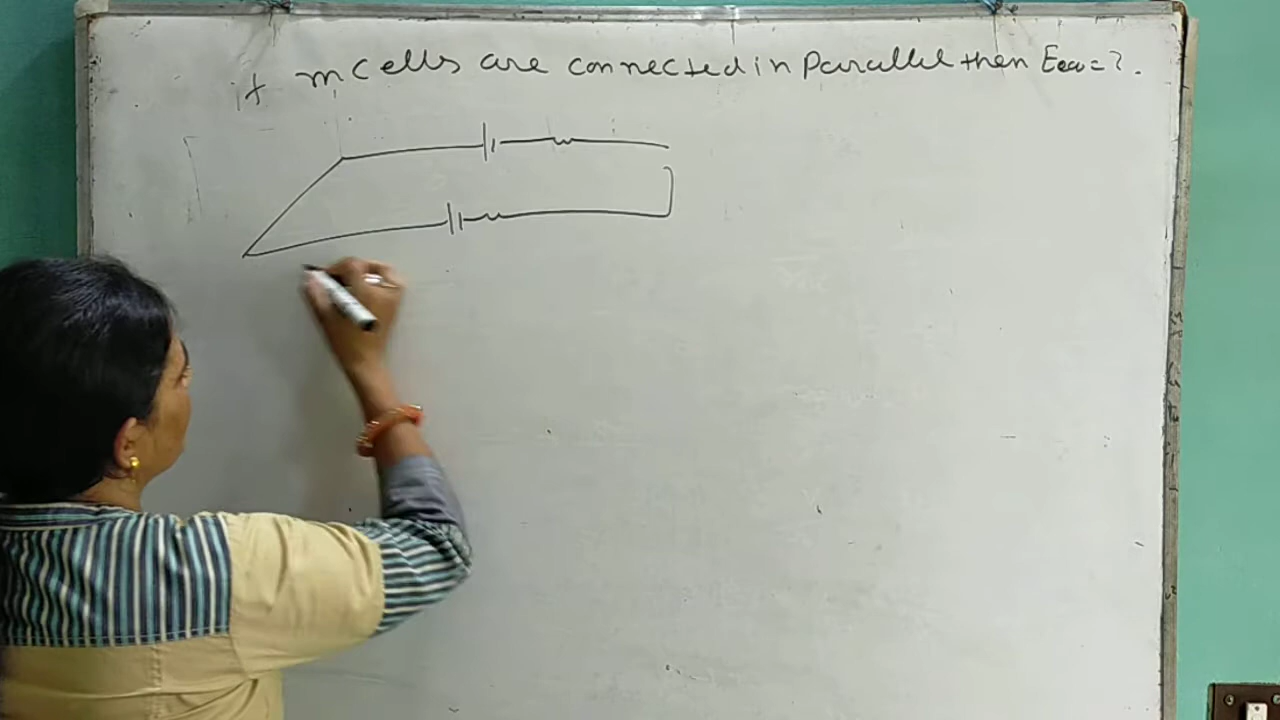 if m cells are connected in parallel then Eeq = ?.